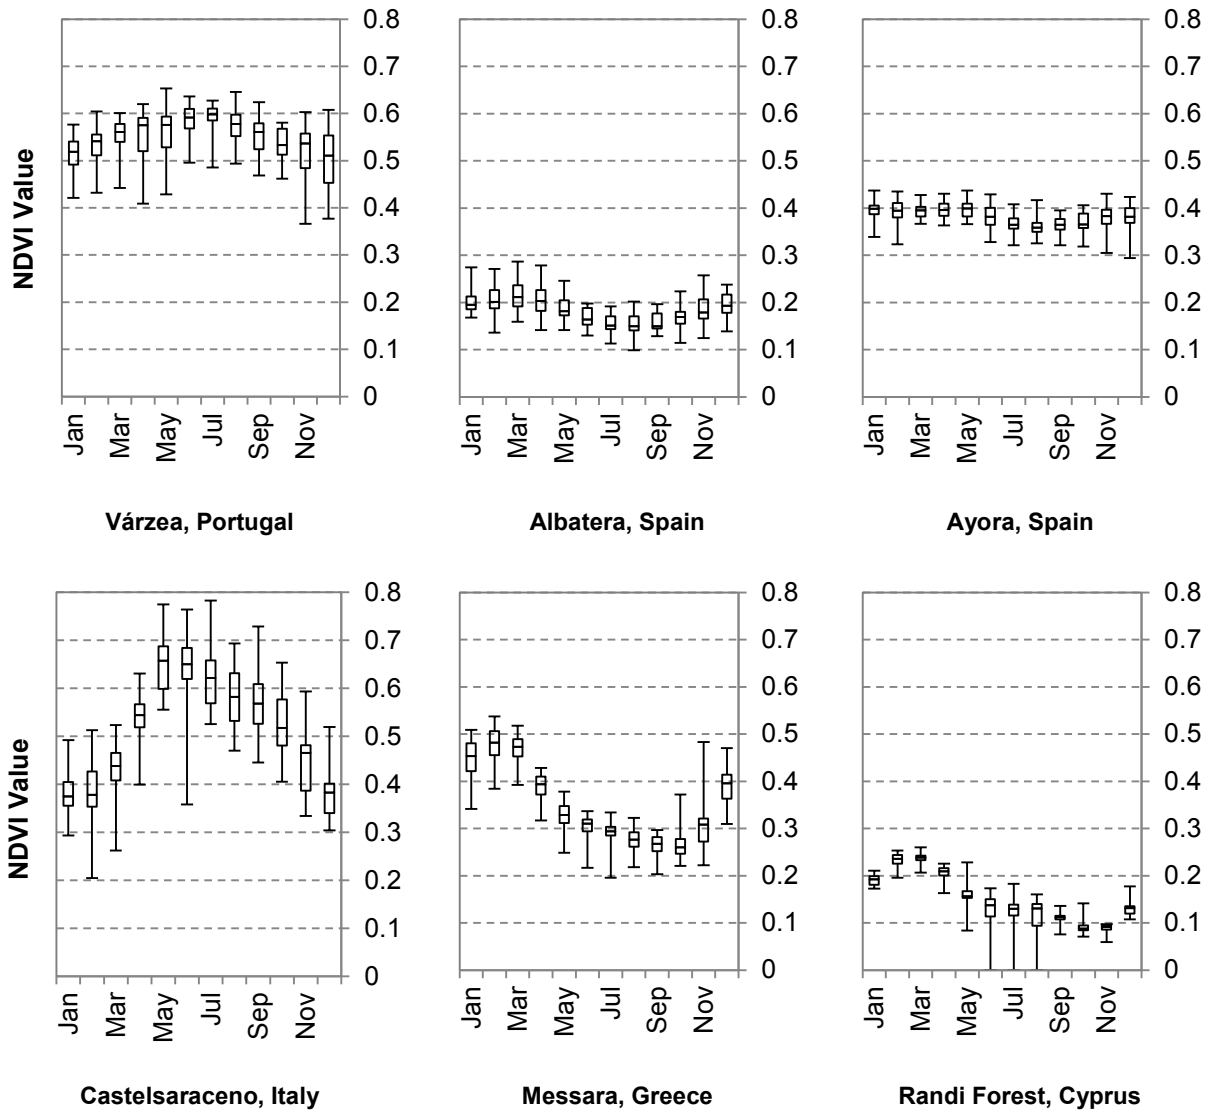 0.8
0.7
0.6
0.5
0.4
0.3
0.2
0.1
0
NDVI Value
Jan
Mar
May
Jul
Sep
Nov
Várzea, Portugal
0.8
0.7
0.6
0.5
0.4
0.3
0.2
0.1
0
Jan
Mar
May
Jul
Sep
Nov
Albatera, Spain
0.8
0.7
0.6
0.5
0.4
0.3
0.2
0.1
0
Jan
Mar
May
Jul
Sep
Nov
Ayora, Spain
0.8
0.7
0.6
0.5
0.4
0.3
0.2
0.1
0
NDVI Value
Jan
Mar
May
Jul
Sep
Nov
Castelsaraceno, Italy
0.8
0.7
0.6
0.5
0.4
0.3
0.2
0.1
0
Jan
Mar
May
Jul
Sep
Nov
Messara, Greece
0.8
0.7
0.6
0.5
0.4
0.3
0.2
0.1
0
Jan
Mar
May
Jul
Sep
Nov
Randi Forest, Cyprus